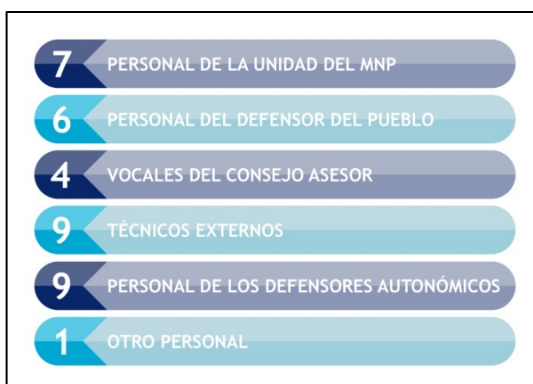 7 PERSONAL DE LA UNIDAD DEL MNP
6 PERSONAL DEL DEFENSOR DEL PUEBLO
4 VOCALES DEL CONSEJO ASESOR
9 TÉCNICOS EXTERNOS
9 PERSONAL DE LOS DEFENSORES AUTONÓMICOS
1 OTRO PERSONAL